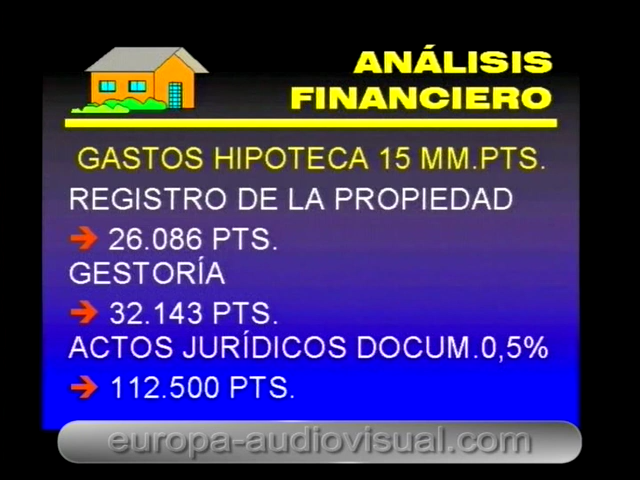 ANÁLISIS
FINANCIERO
GASTOS HIPOTECA 15 MM.PTS.
REGISTRO DE LA PROPIEDAD
➔ 26.086 PTS.
GESTORÍA
➔ 32.143 PTS.
ACTOS JURÍDICOS DOCUM.0,5%
➔ 112.500 PTS.
europa-audiovisual.com